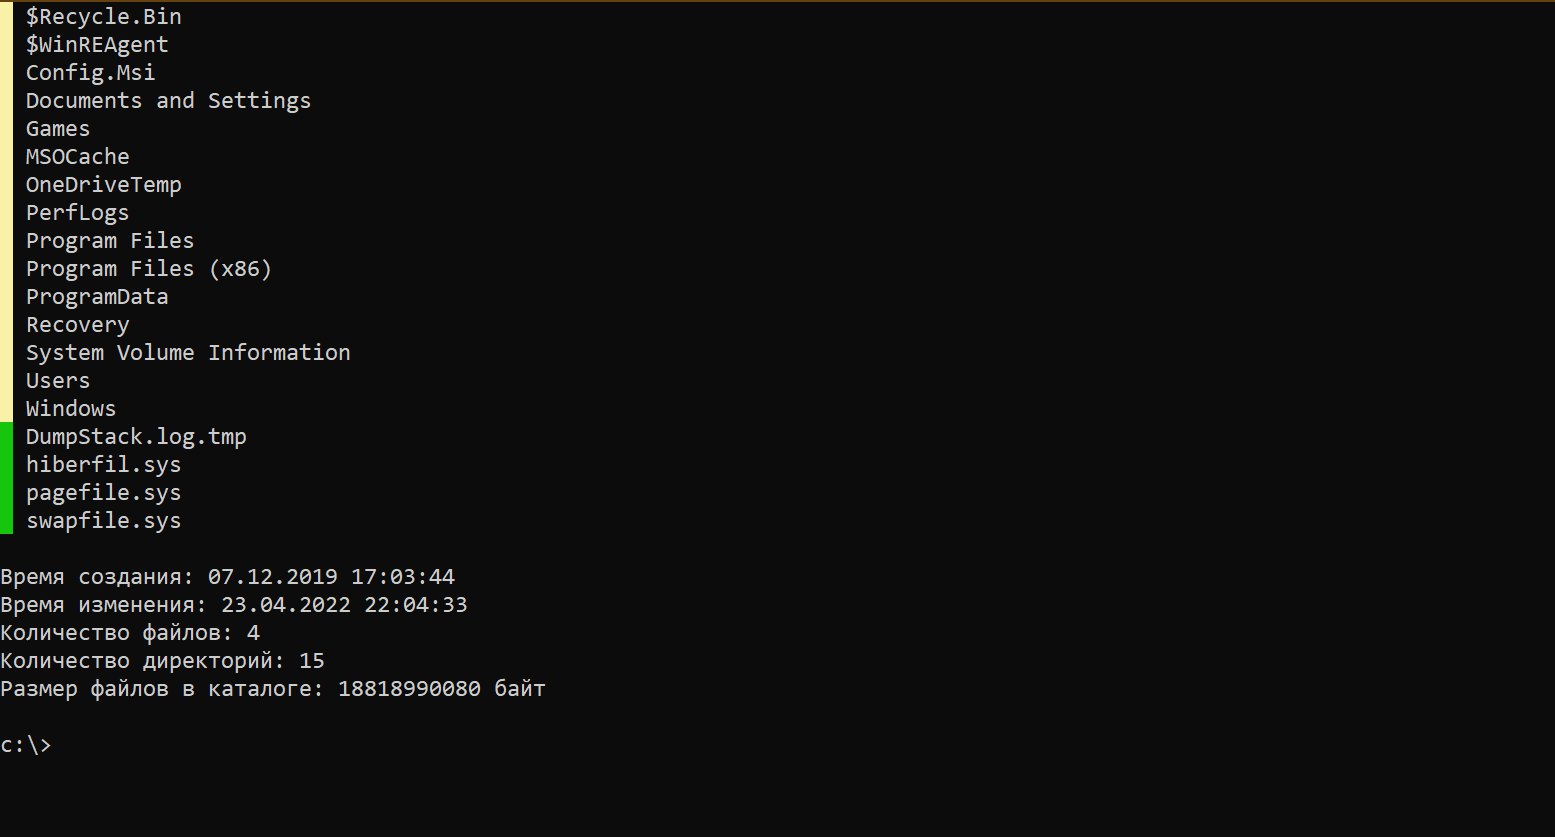 $Recycle.Bin
$WinREAgent
Config.Msi
Documents and Settings
Games
MSOCache
OneDriveTemp
PerfLogs
Program Files
Program Files (x86)
ProgramData
Recovery
System Volume Information
Users
Windows
DumpStack.log.tmp
hiberfil.sys
pagefile.sys
swapfile.sys
Время создания: 07.12.2019 17:03:44
Время изменения: 23.04.2022 22:04:33
Количество файлов: 4
Количество директорий: 15
Размер файлов в каталоге: 18818990080 байт
c:\>